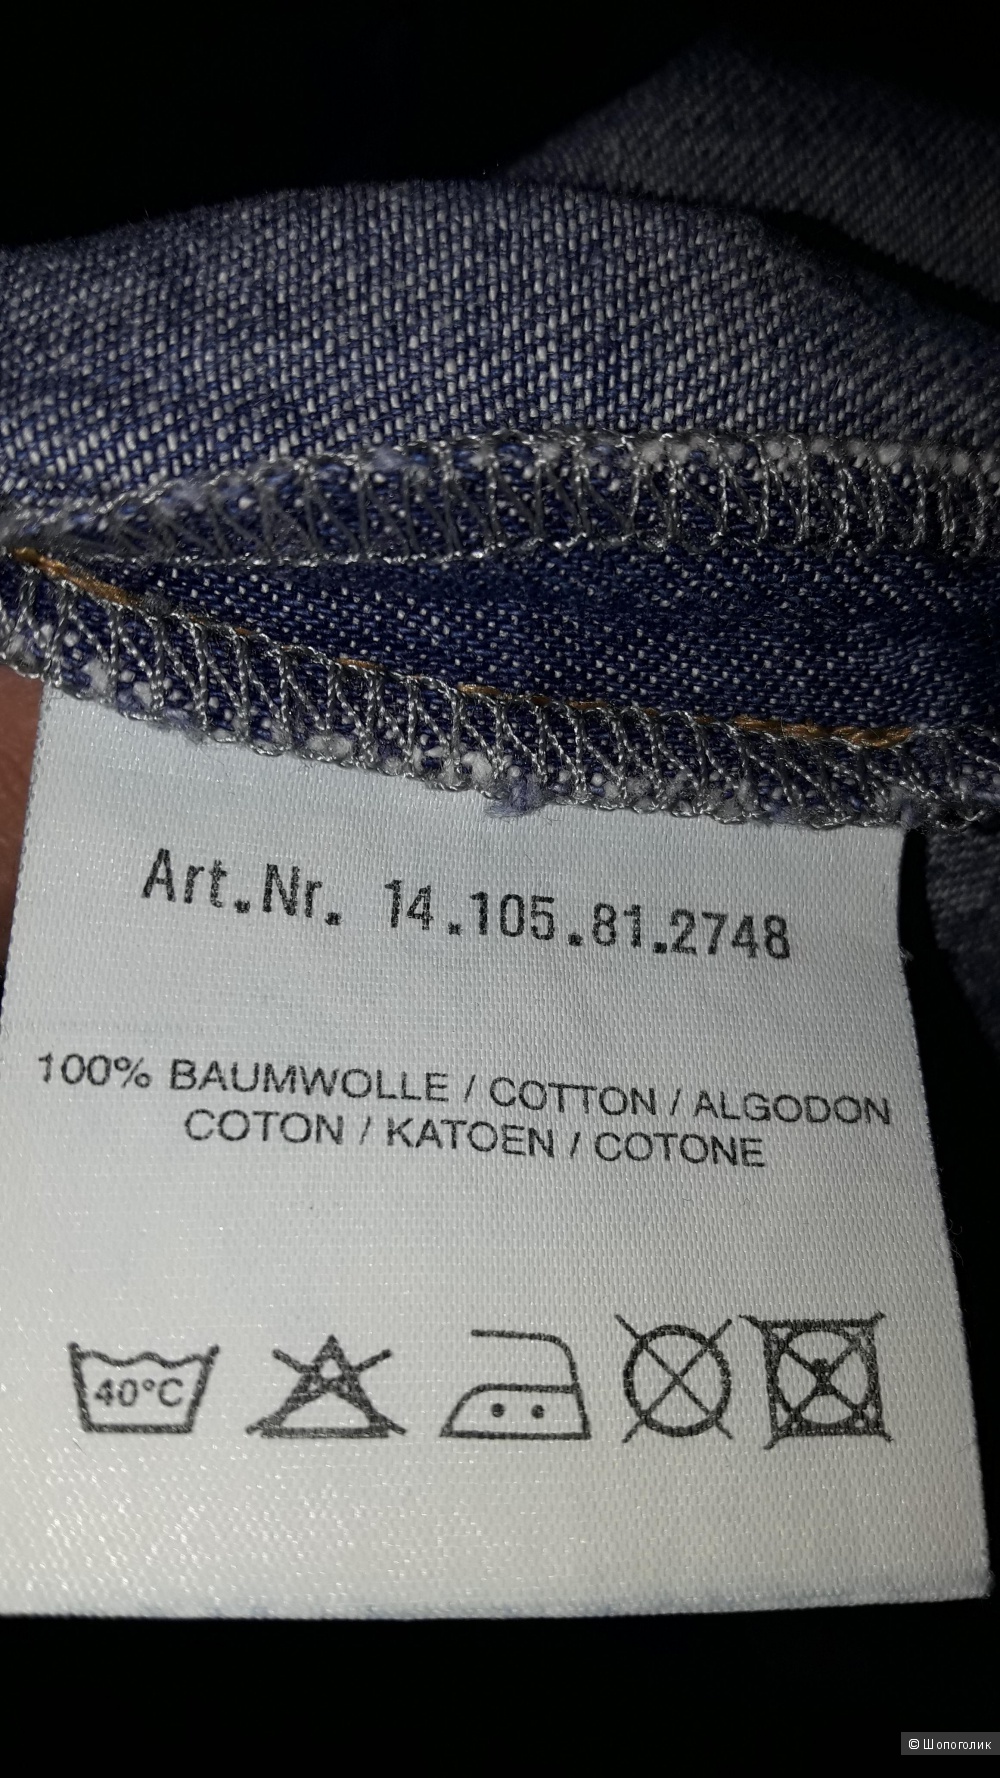 Art.Nr. 14.105.81.2748
100% BAUMWOLLE / COTTON / ALGODON
COTON / KATOEN / COTONE
40°C
© Шопоголик